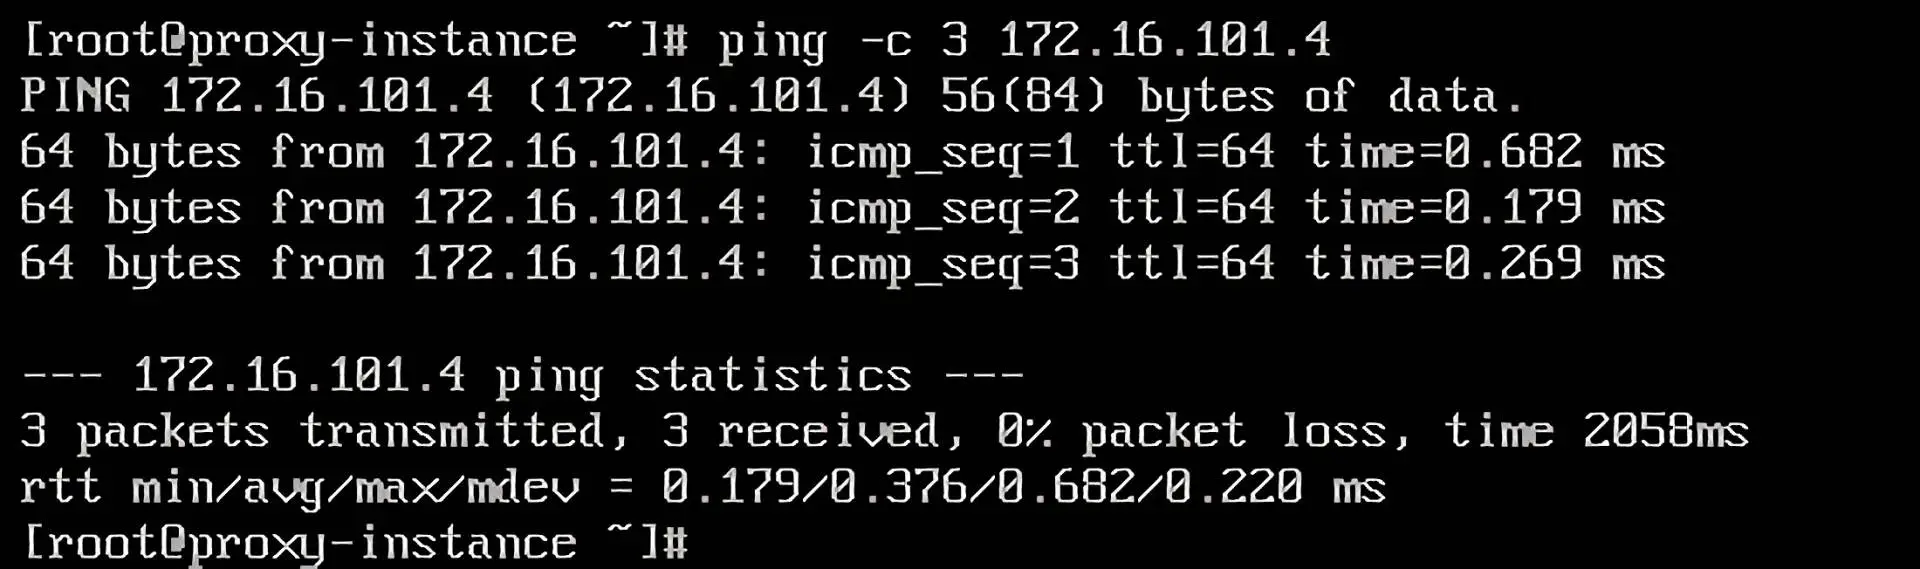 [root@proxy-instance ~]# ping -c 3 172.16.101.4
PING 172.16.101.4 (172.16.101.4) 56(84) bytes of data.
64 bytes from 172.16.101.4: icmp_seq=1 ttl=64 time=0.682 ms
64 bytes from 172.16.101.4: icmp_seq=2 ttl=64 time=0.179 ms
64 bytes from 172.16.101.4: icmp_seq=3 ttl=64 time=0.269 ms
--- 172.16.101.4 ping statistics ---
3 packets transmitted, 3 received, 0% packet loss, time 2058ms
rtt min/avg/max/mdev = 0.179/0.376/0.682/0.220 ms
[root@proxy-instance ~]#